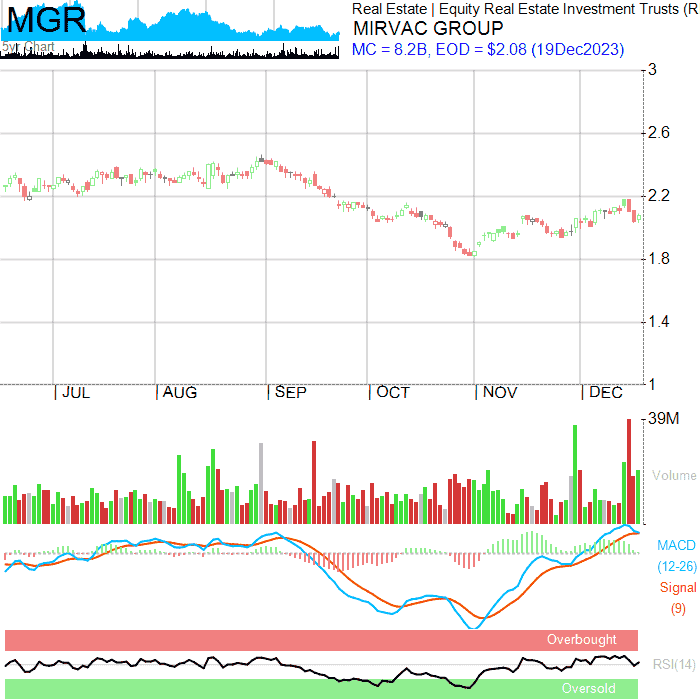 MGR
5yr Chart
Real Estate | Equity Real Estate Investment Trusts (R
MIRVAC GROUP
MC = 8.2B, EOD = $2.08 (19Dec2023)
3
2.6
2.2
1.8
1.4
1
JUL AUG SEP OCT NOV DEC
39M
Volume
MACD
(12-26)
Signal
(9)
Overbought
RSI(14)
Oversold